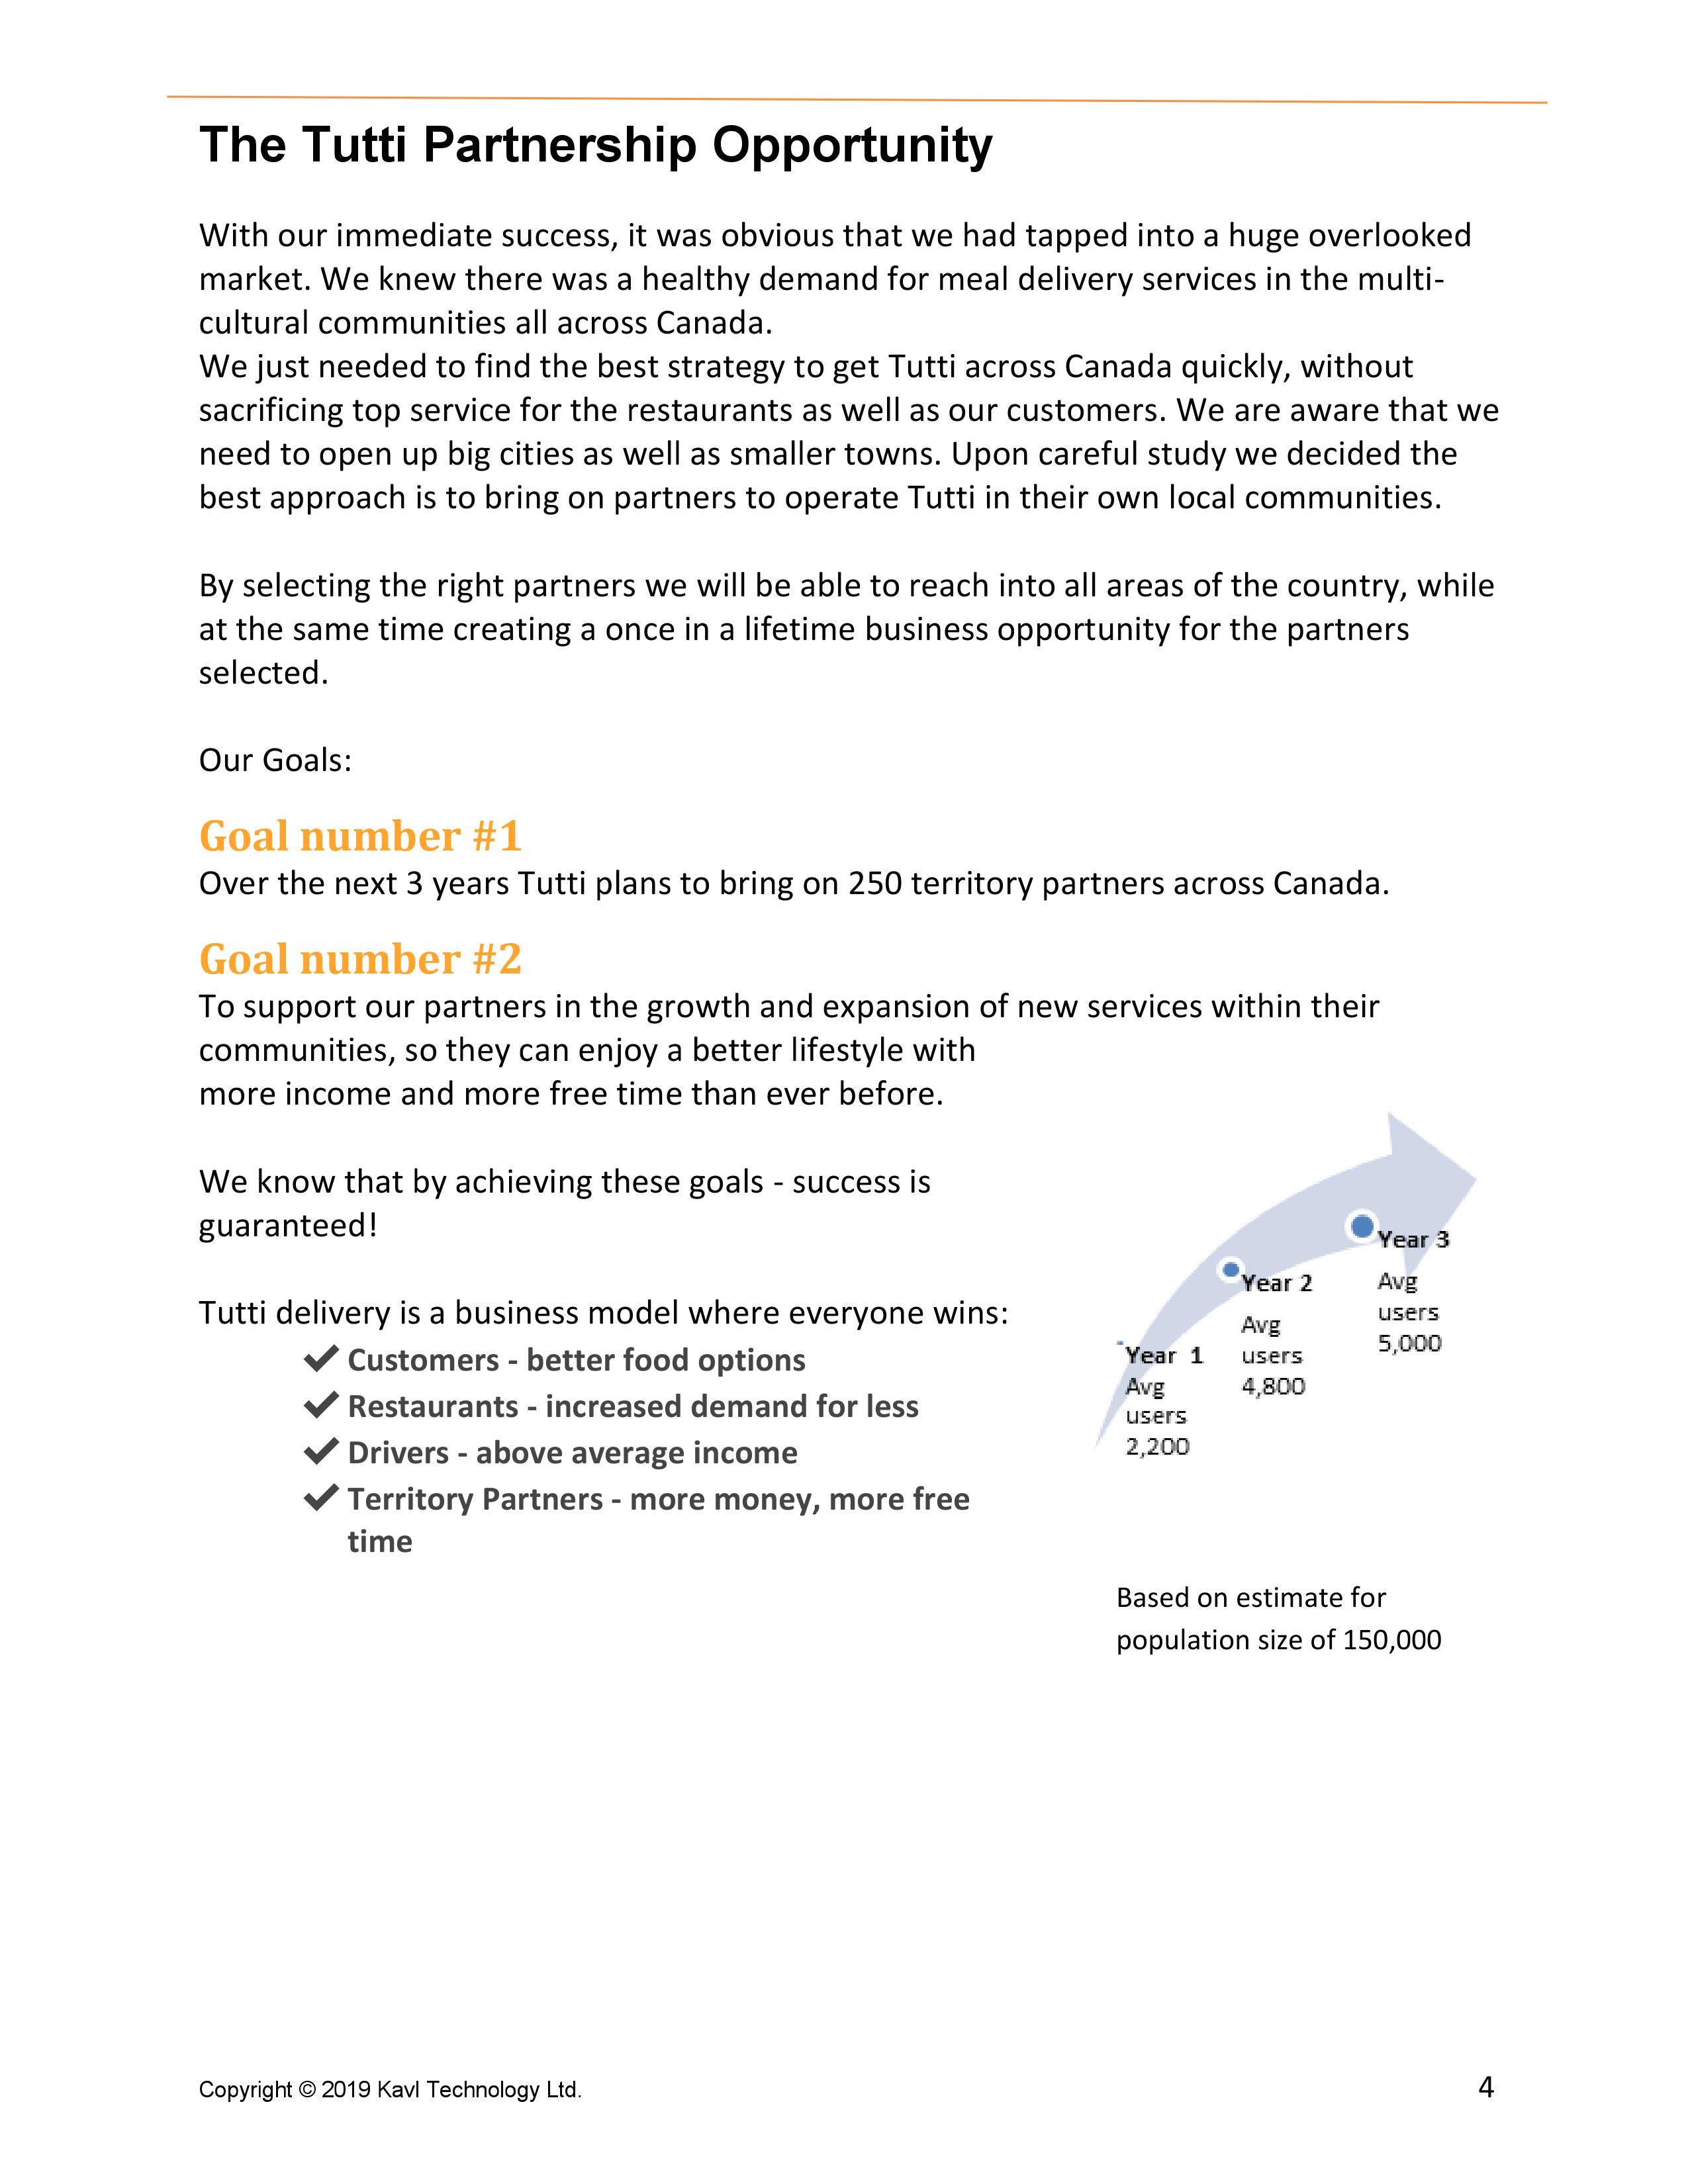 The Tutti Partnership Opportunity
With our immediate success, it was obvious that we had tapped into a huge overlooked
market. We knew there was a healthy demand for meal delivery services in the multi-
cultural communities all across Canada.
We just needed to find the best strategy to get Tutti across Canada quickly, without
sacrificing top service for the restaurants as well as our customers. We are aware that we
need to open up big cities as well as smaller towns. Upon careful study we decided the
best approach is to bring on partners to operate Tutti in their own local communities.
By selecting the right partners we will be able to reach into all areas of the country, while
at the same time creating a once in a lifetime business opportunity for the partners
selected.
Our Goals:
Goal number #1
Over the next 3 years Tutti plans to bring on 250 territory partners across Canada.
Goal number #2
To support our partners in the growth and expansion of new services within their
communities, so they can enjoy a better lifestyle with
more income and more free time than ever before.
We know that by achieving these goals - success is
guaranteed!
Tutti delivery is a business model where everyone wins:
✔ Customers - better food options
✔ Restaurants - increased demand for less
✔ Drivers - above average income
✔ Territory Partners - more money, more free
time
Year 1
Avg
users
2,200
Year 2
Avg
users
4,800
Year 3
Avg
users
5,000
Based on estimate for
population size of 150,000
Copyright © 2019 Kavl Technology Ltd.
4